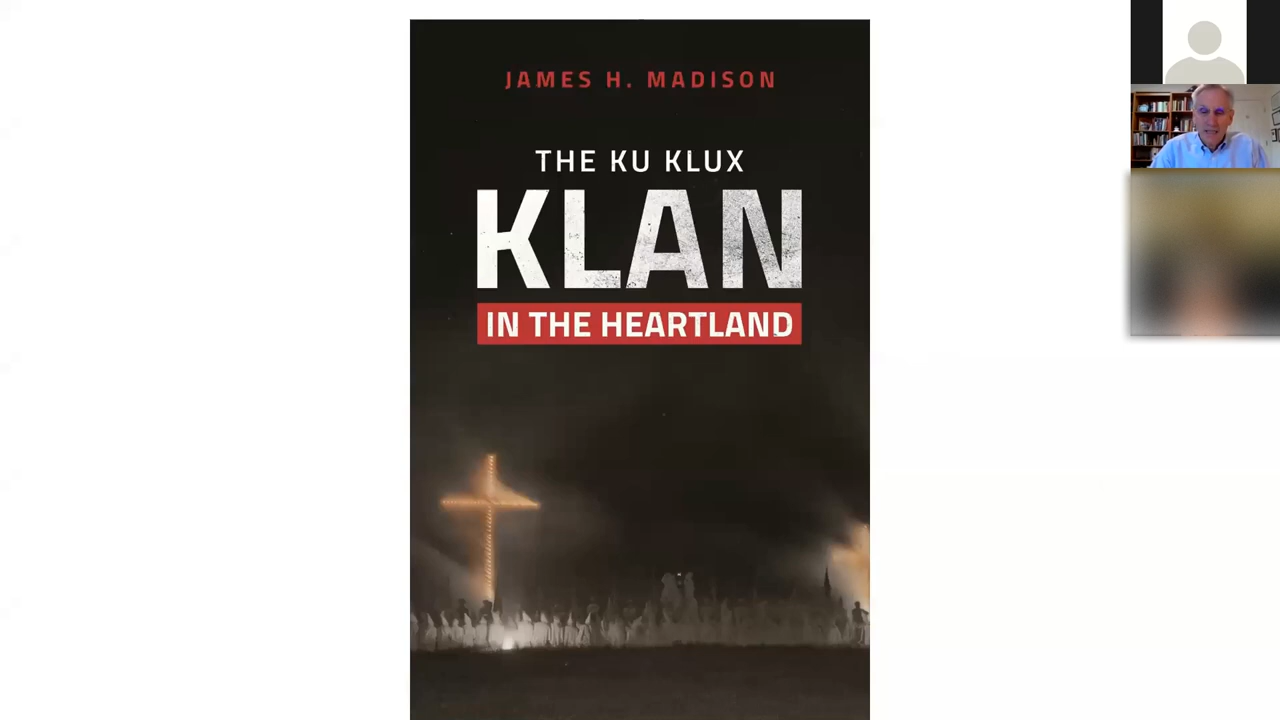 JAMES H. MADISON
THE KU KLUX
KLAN
IN THE HEARTLAND